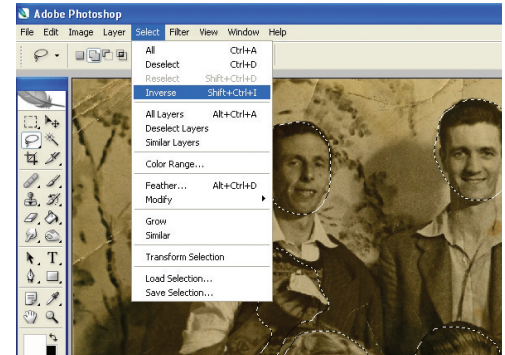 Adobe Photoshop
File Edit Image Layer Select Filter View Window Help
All Ctrl+A
Deselect Ctrl+D
Reselect Shift+Ctrl+D
Inverse Shift+Ctrl+I
All Layers Alt+Ctrl+A
Deselect Layers
Similar Layers
Color Range...
Feather... Alt+Ctrl+D
Modify
Grow
Similar
Transform Selection
Load Selection...
Save Selection...